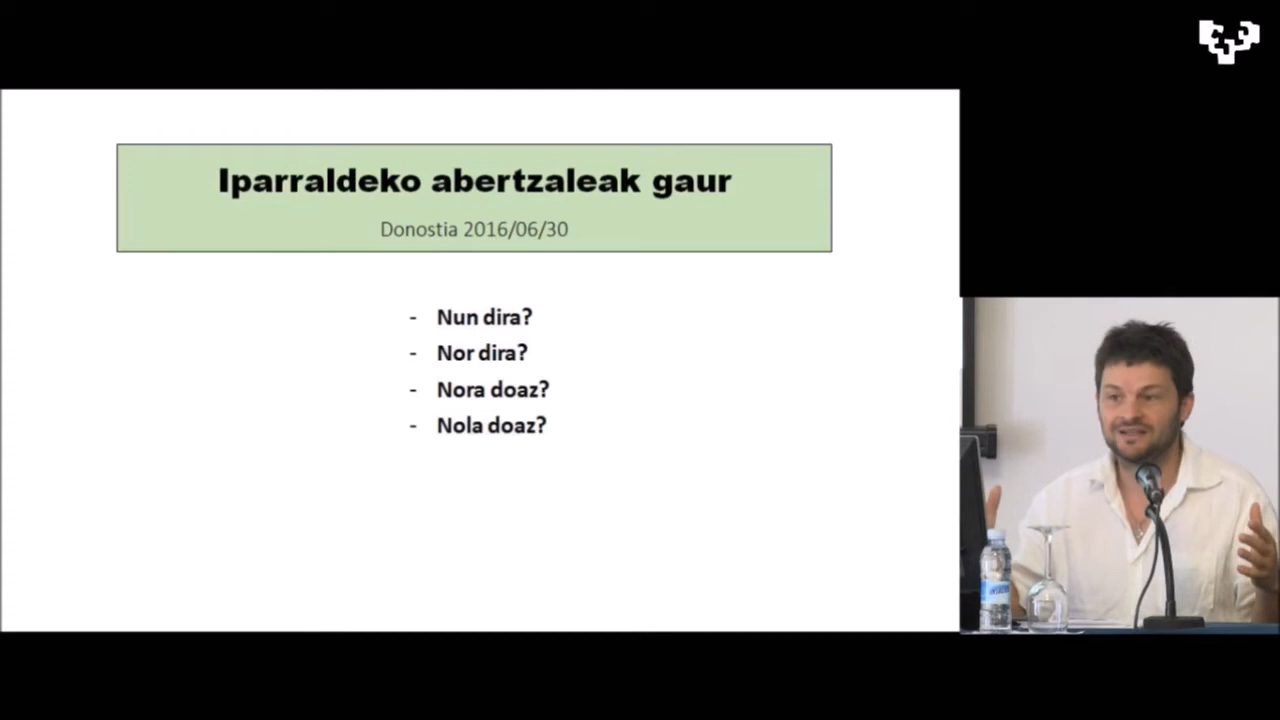 Iparraldeko abertzaleak gaur
Donostia 2016/06/30
- Nun dira?
- Nor dira?
- Nora doaz?
- Nola doaz?